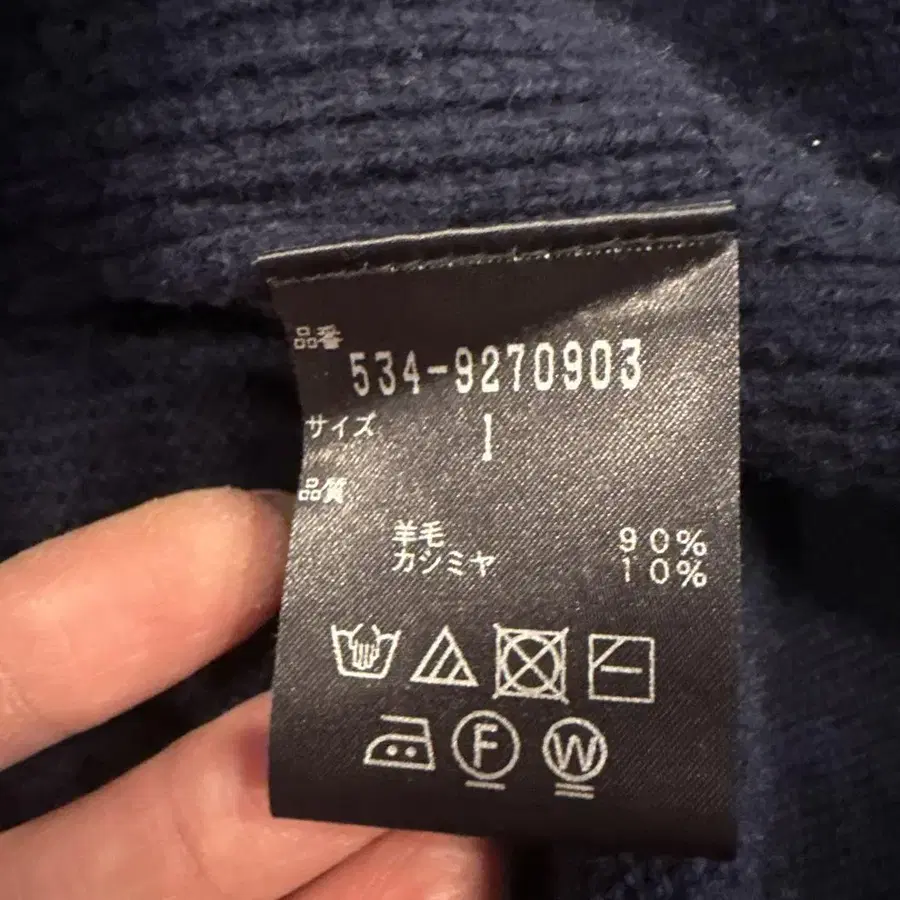 品番
534-9270903
サイズ 1
品質
羊毛 90%
カシミヤ 10%
F W